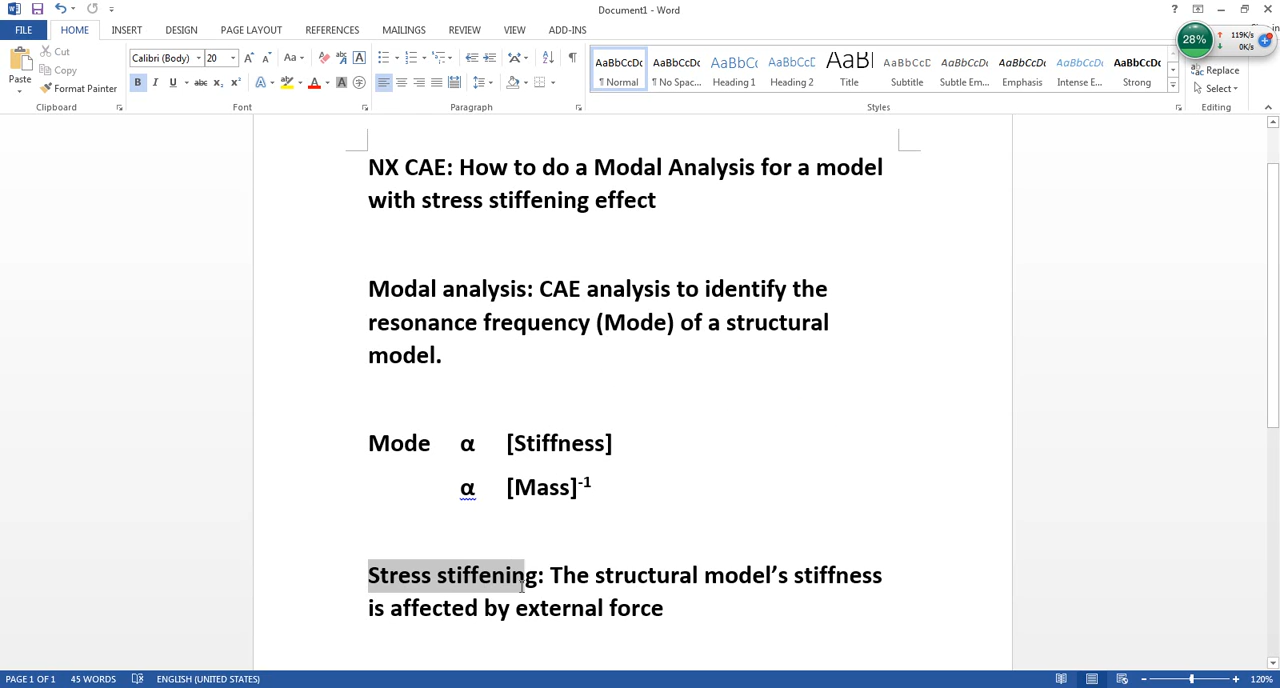 Document1 - Word
FILE HOME INSERT DESIGN PAGE LAYOUT REFERENCES MAILINGS REVIEW VIEW ADD-INS
28% 119K/s
0K/s
Cut
Copy
Format Painter
Paste
Clipboard
Calibri (Body) 20
Font
Paragraph
AaBbCcDc AaBbCcDc AaBbC( AaBbCcD AaBl AaBbCcD AaBbCcDc AaBbCcDc AaBbCcDc AaBbCcDc
¶ Normal ¶ No Spac... Heading 1 Heading 2 Title Subtitle Subtle Em... Emphasis Intense E... Strong
Styles
Replace
Select
Editing
NX CAE: How to do a Modal Analysis for a model
with stress stiffening effect
Modal analysis: CAE analysis to identify the
resonance frequency (Mode) of a structural
model.
Mode α [Stiffness]
α [Mass]-1
Stress stiffening: The structural model’s stiffness
is affected by external force
PAGE 1 OF 1 45 WORDS ENGLISH (UNITED STATES) 120%